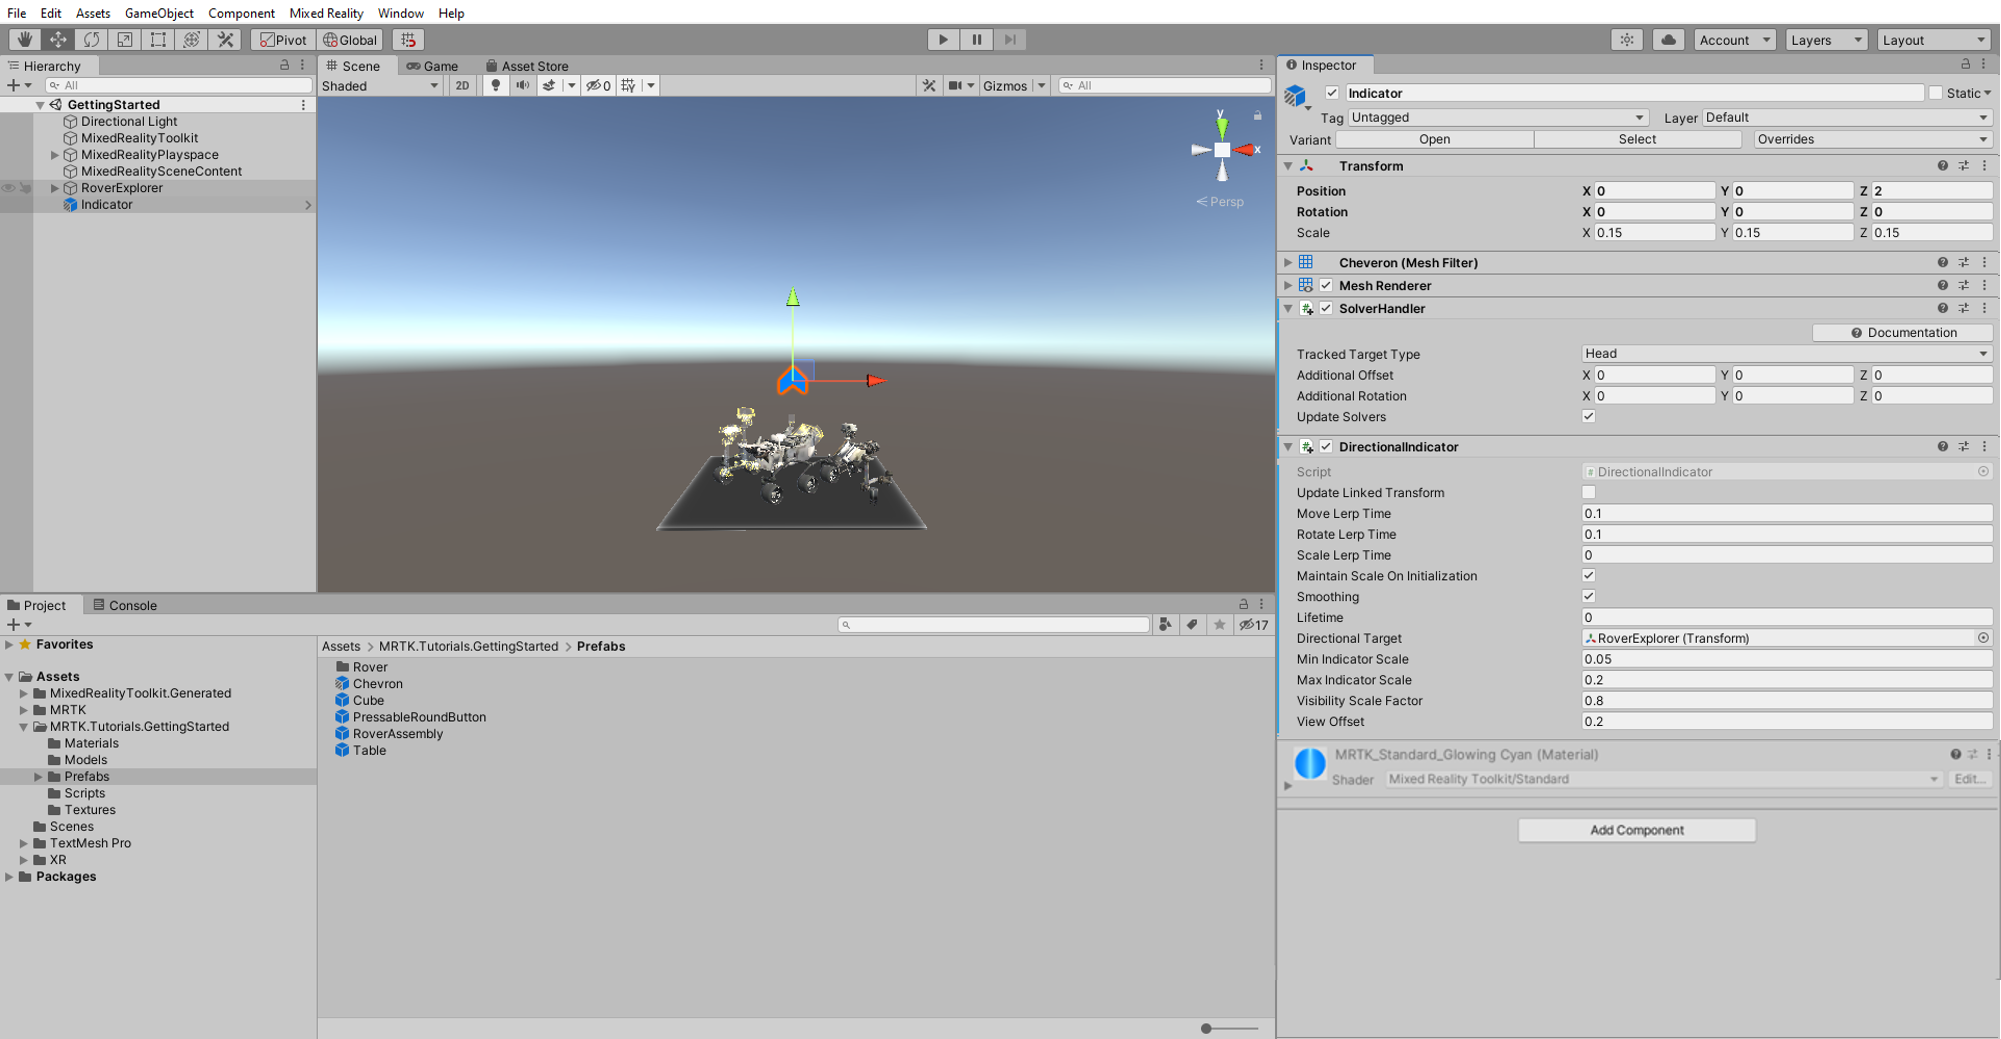 File Edit Assets GameObject Component Mixed Reality Window Help
Pivot Global Account Layers Layout
Hierarchy
All
GettingStarted
Directional Light
MixedRealityToolkit
MixedRealityPlayspace
MixedRealitySceneContent
RoverExplorer
Indicator
Scene Game Asset Store
Shaded 2D 0 Gizmos All
y
x
Persp
Project Console
17
Favorites
Assets
MixedRealityToolkit.Generated
MRTK
MRTK.Tutorials.GettingStarted
Materials
Models
Prefabs
Scripts
Textures
Scenes
TextMesh Pro
XR
Packages
Assets > MRTK.Tutorials.GettingStarted > Prefabs
Rover
Chevron
Cube
PressableRoundButton
RoverAssembly
Table
Inspector
Indicator Static
Tag Untagged Layer Default
Variant Open Select Overrides
Transform
Position X 0 Y 0 Z 2
Rotation X 0 Y 0 Z 0
Scale X 0.15 Y 0.15 Z 0.15
Cheveron (Mesh Filter)
Mesh Renderer
SolverHandler
Documentation
Tracked Target Type Head
Additional Offset X 0 Y 0 Z 0
Additional Rotation X 0 Y 0 Z 0
Update Solvers
DirectionalIndicator
Script DirectionalIndicator
Update Linked Transform
Move Lerp Time 0.1
Rotate Lerp Time 0.1
Scale Lerp Time 0
Maintain Scale On Initialization
Smoothing
Lifetime 0
Directional Target RoverExplorer (Transform)
Min Indicator Scale 0.05
Max Indicator Scale 0.2
Visibility Scale Factor 0.8
View Offset 0.2
MRTK_Standard_Glowing Cyan (Material)
Shader Mixed Reality Toolkit/Standard Edit...
Add Component